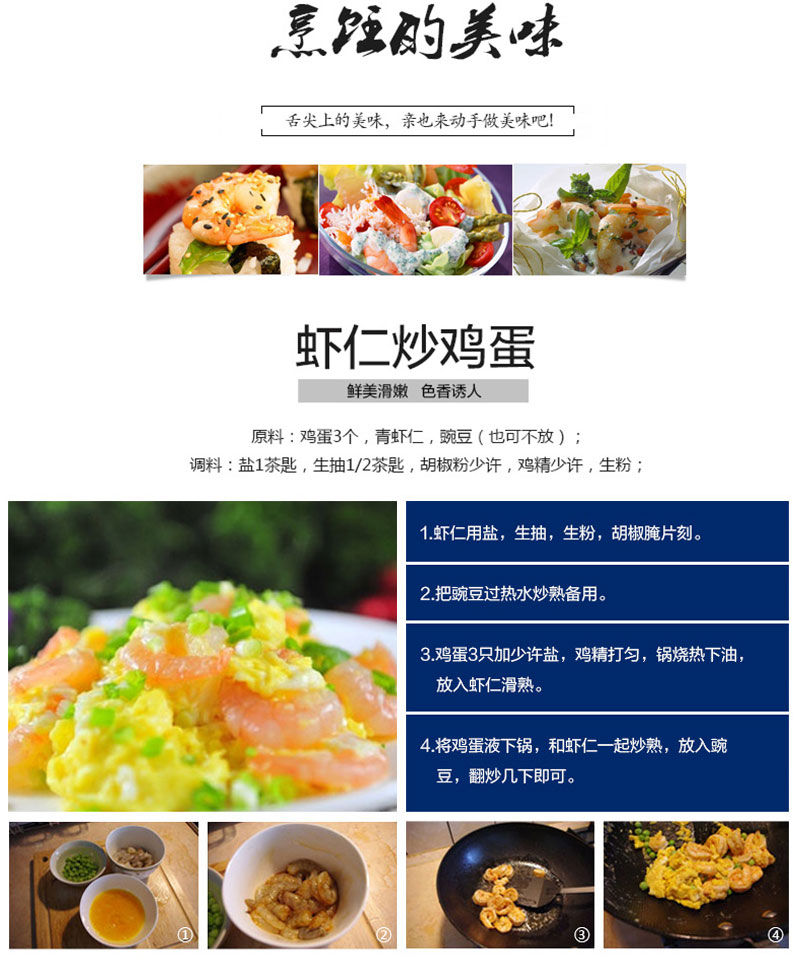 烹饪的美味
舌尖上的美味，亲也来动手做美味吧!
虾仁炒鸡蛋
鲜美滑嫩 色香诱人
原料：鸡蛋3个，青虾仁，豌豆（也可不放）；
调料：盐1茶匙，生抽1/2茶匙，胡椒粉少许，鸡精少许，生粉；
1.虾仁用盐，生抽，生粉，胡椒腌片刻。
2.把豌豆过热水炒熟备用。
3.鸡蛋3只加少许盐，鸡精打匀，锅烧热下油，
放入虾仁滑熟。
4.将鸡蛋液下锅，和虾仁一起炒熟，放入豌
豆，翻炒几下即可。
① ② ③ ④